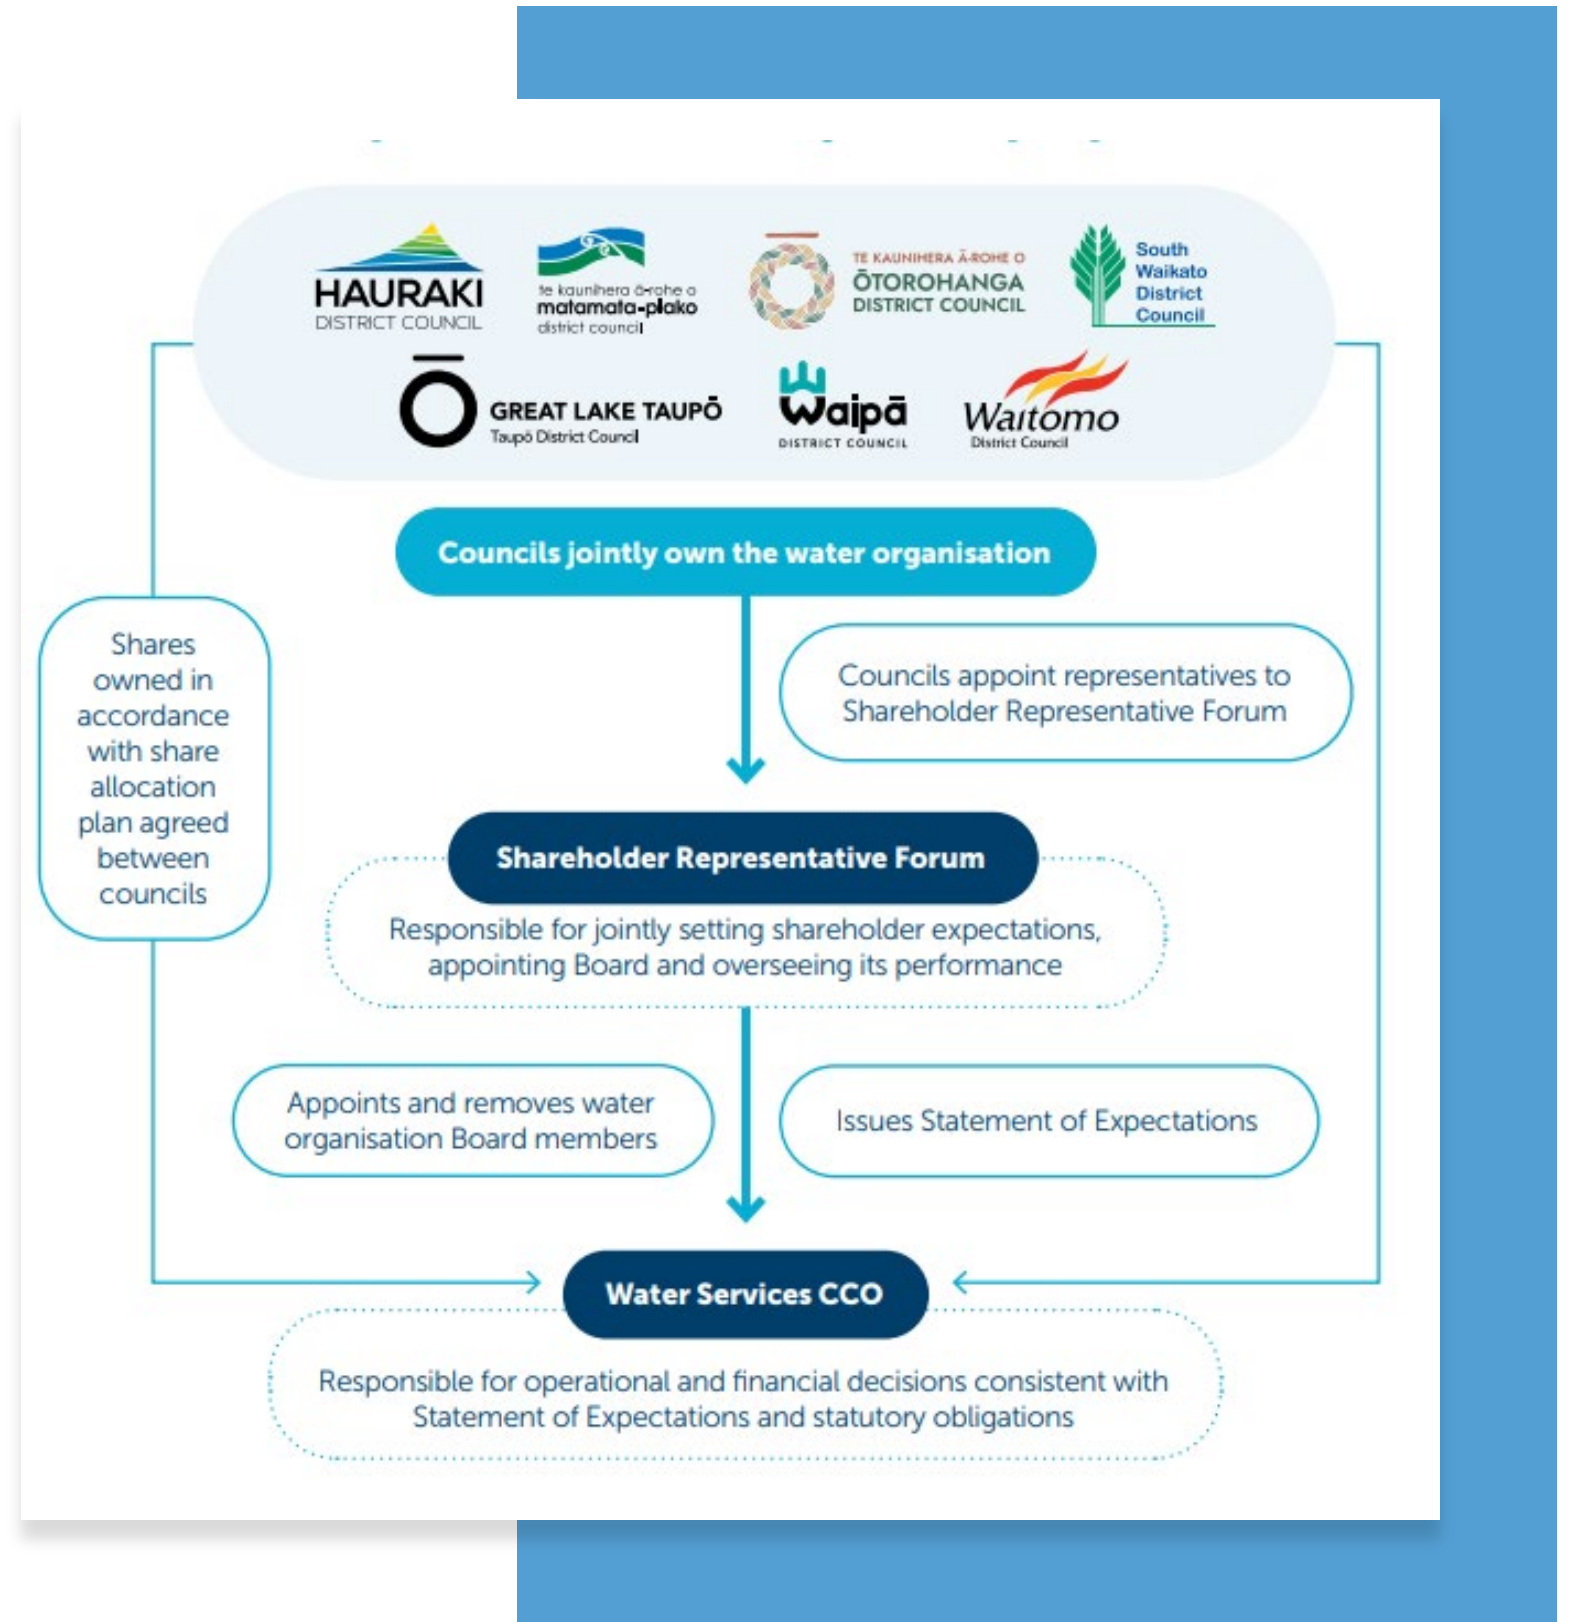 HAURAKI
DISTRICT COUNCIL
te kaunihera ā-rohe o
matamata-piako
district council
TE KAUNIHERA Ā-ROHE O
ŌTOROHANGA
DISTRICT COUNCIL
South
Waikato
District
Council
GREAT LAKE TAUPŌ
Taupō District Council
Waipā
DISTRICT COUNCIL
Waitomo
District Council
Councils jointly own the water organisation
Shares
owned in
accordance
with share
allocation
plan agreed
between
councils
Councils appoint representatives to
Shareholder Representative Forum
Shareholder Representative Forum
Responsible for jointly setting shareholder expectations,
appointing Board and overseeing its performance
Appoints and removes water
organisation Board members
Issues Statement of Expectations
Water Services CCO
Responsible for operational and financial decisions consistent with
Statement of Expectations and statutory obligations